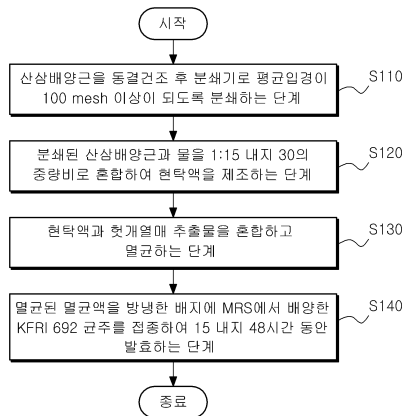 시작
산삼배양근을 동결건조 후 분쇄기로 평균입경이
100 mesh 이상이 되도록 분쇄하는 단계
S110
분쇄된 산삼배양근과 물을 1:15 내지 30의
중량비로 혼합하여 현탁액을 제조하는 단계
S120
현탁액과 헛개열매 추출물을 혼합하고
멸균하는 단계
S130
멸균된 멸균액을 방냉한 배지에 MRS에서 배양한
KFRI 692 균주를 접종하여 15 내지 48시간 동안
발효하는 단계
S140
종료